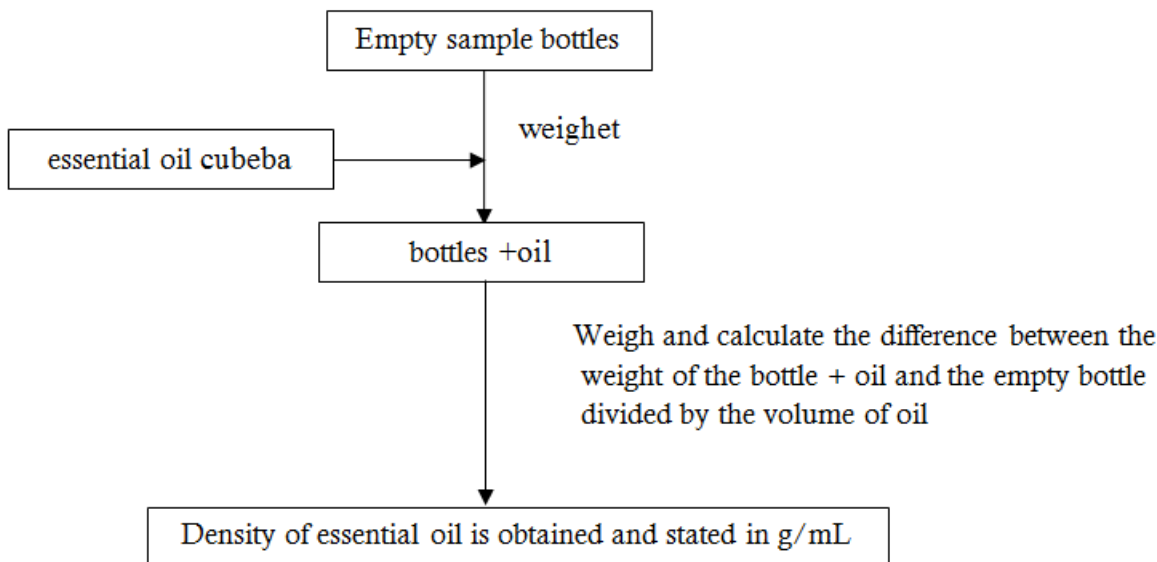 Empty sample bottles
weighet
essential oil cubeba
bottles +oil
Weigh and calculate the difference between the
weight of the bottle + oil and the empty bottle
divided by the volume of oil
Density of essential oil is obtained and stated in g/mL